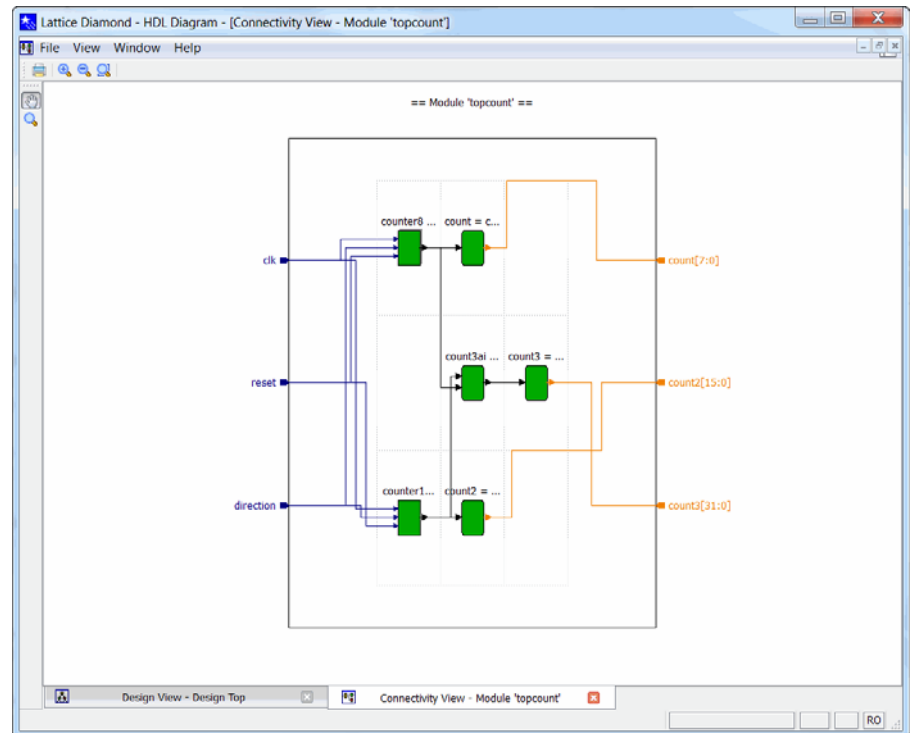 Lattice Diamond - HDL Diagram - [Connectivity View - Module 'topcount']
File View Window Help
== Module 'topcount' ==
counter8 ... count = c...
clk
count[7:0]
count3ai ... count3 = ...
reset
count2[15:0]
counter1... count2 = ...
direction
count3[31:0]
Design View - Design Top
Connectivity View - Module 'topcount'
RO